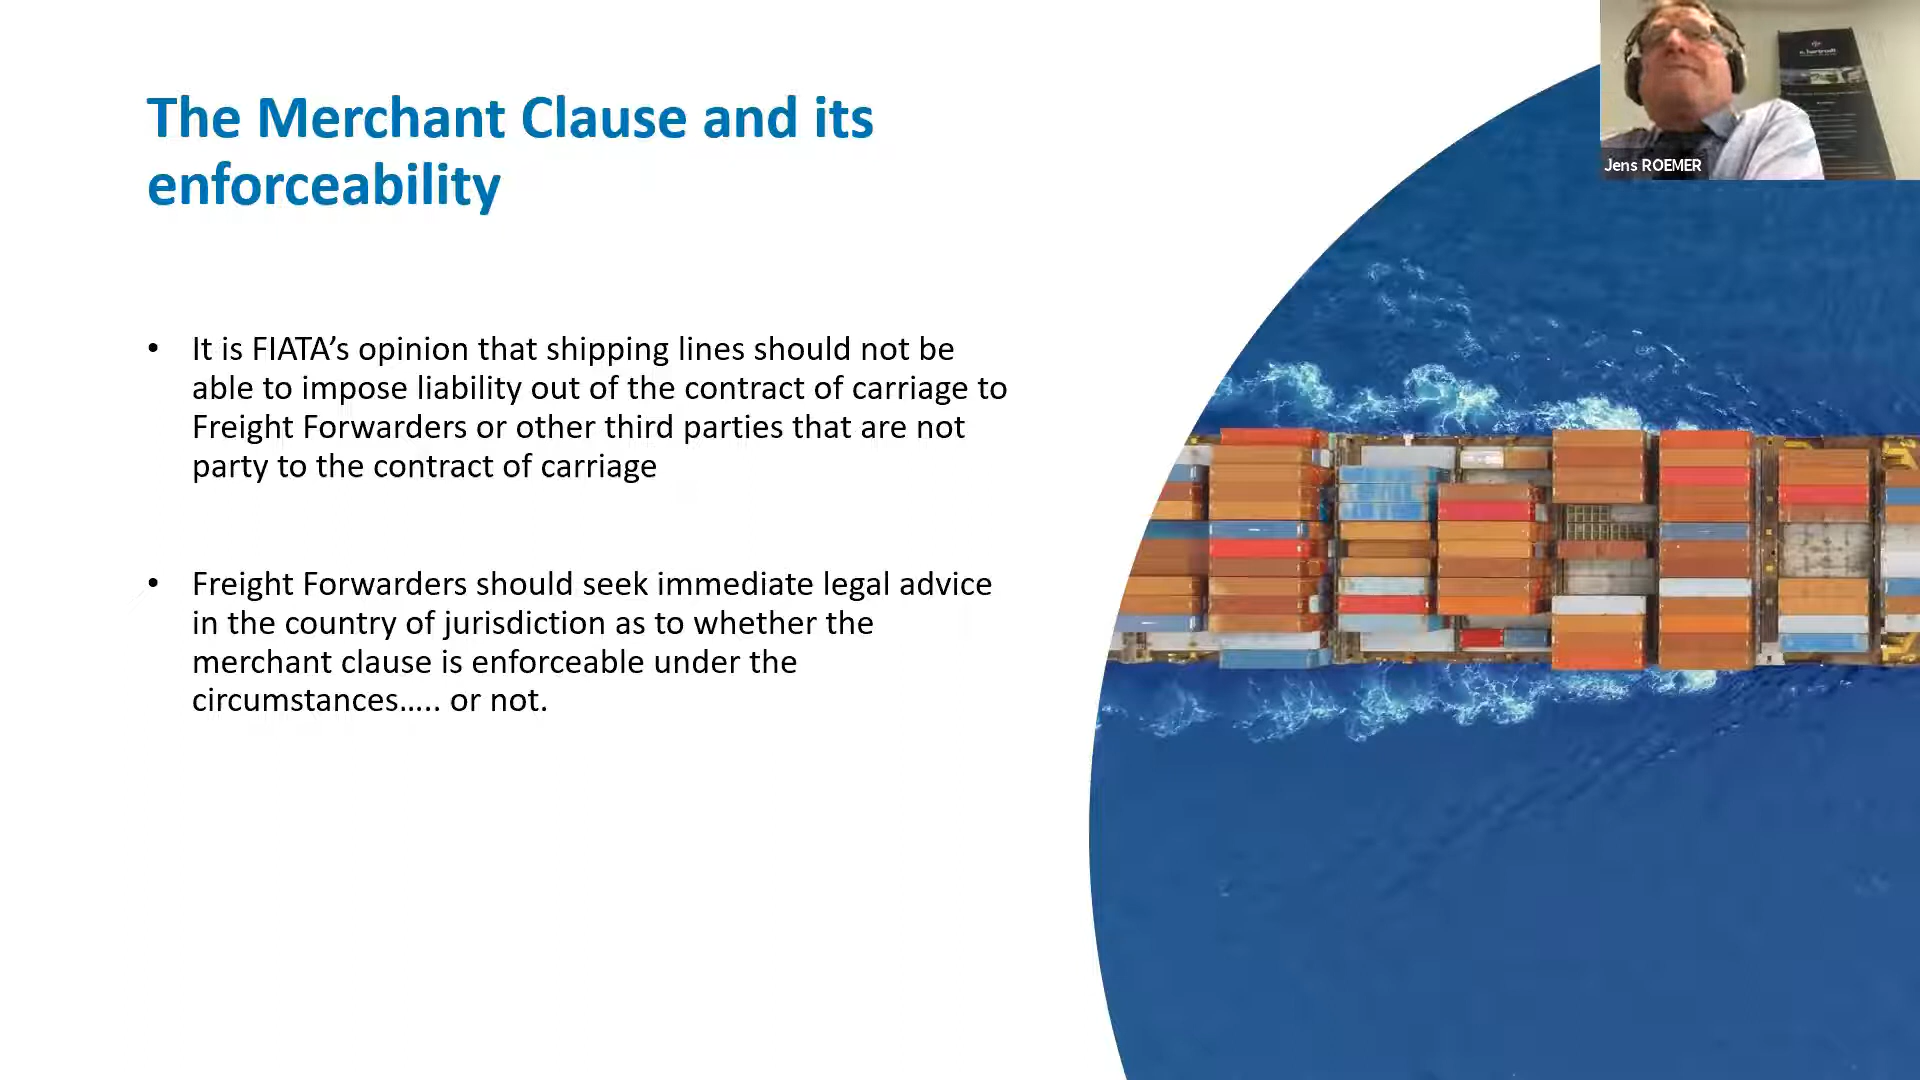 The Merchant Clause and its
enforceability
• It is FIATA’s opinion that shipping lines should not be
able to impose liability out of the contract of carriage to
Freight Forwarders or other third parties that are not
party to the contract of carriage
• Freight Forwarders should seek immediate legal advice
in the country of jurisdiction as to whether the
merchant clause is enforceable under the
circumstances..... or not.
Jens ROEMER